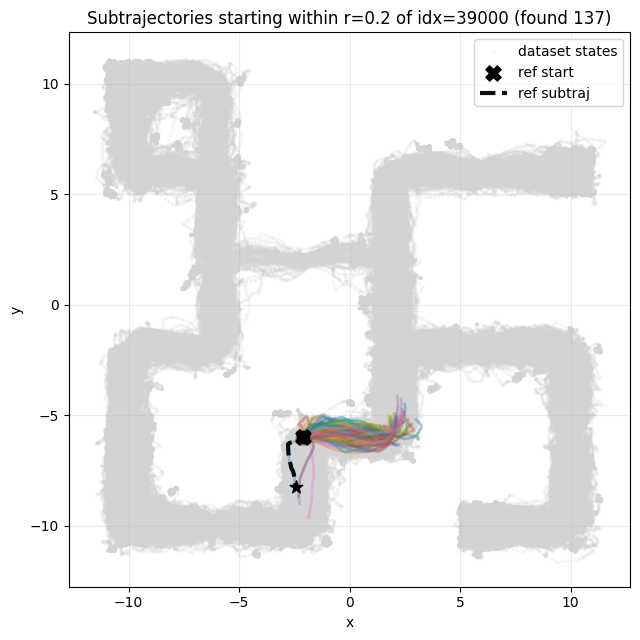 Subtrajectories starting within r=0.2 of idx=39000 (found 137)
dataset states
ref start
ref subtraj
10
5
0
−5
−10
y
−10
−5
0
5
10
x